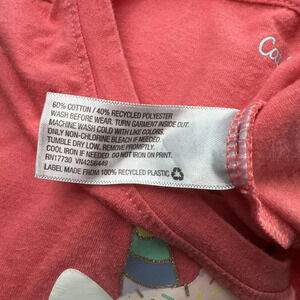 60% COTTON / 40% RECYCLED POLYESTER
WASH BEFORE WEAR. TURN GARMENT INSIDE OUT.
MACHINE WASH COLD WITH LIKE COLORS.
ONLY NON-CHLORINE BLEACH IF NEEDED.
TUMBLE DRY LOW. REMOVE PROMPTLY.
COOL IRON IF NEEDED. DO NOT IRON ON PRINT.
RN17730 VN4256449
LABEL MADE FROM 100% RECYCLED PLASTIC